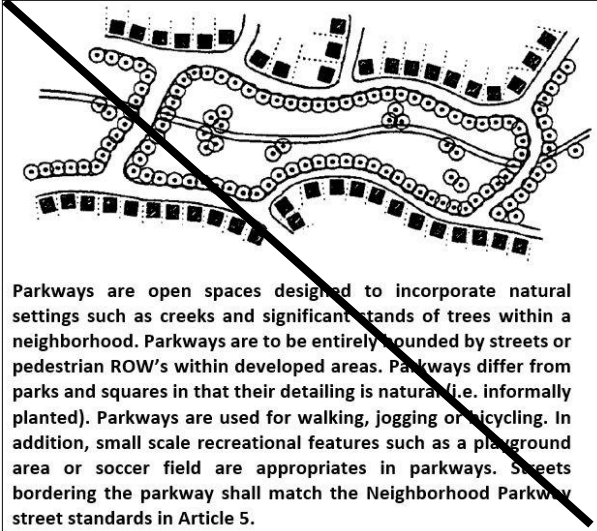 Parkways are open spaces designed to incorporate natural
settings such as creeks and significant stands of trees within a
neighborhood. Parkways are to be entirely bounded by streets or
pedestrian ROW's within developed areas. Parkways differ from
parks and squares in that their detailing is natural (i.e. informally
planted). Parkways are used for walking, jogging or bicycling. In
addition, small scale recreational features such as a playground
area or soccer field are appropriates in parkways. Streets
bordering the parkway shall match the Neighborhood Parkway
street standards in Article 5.